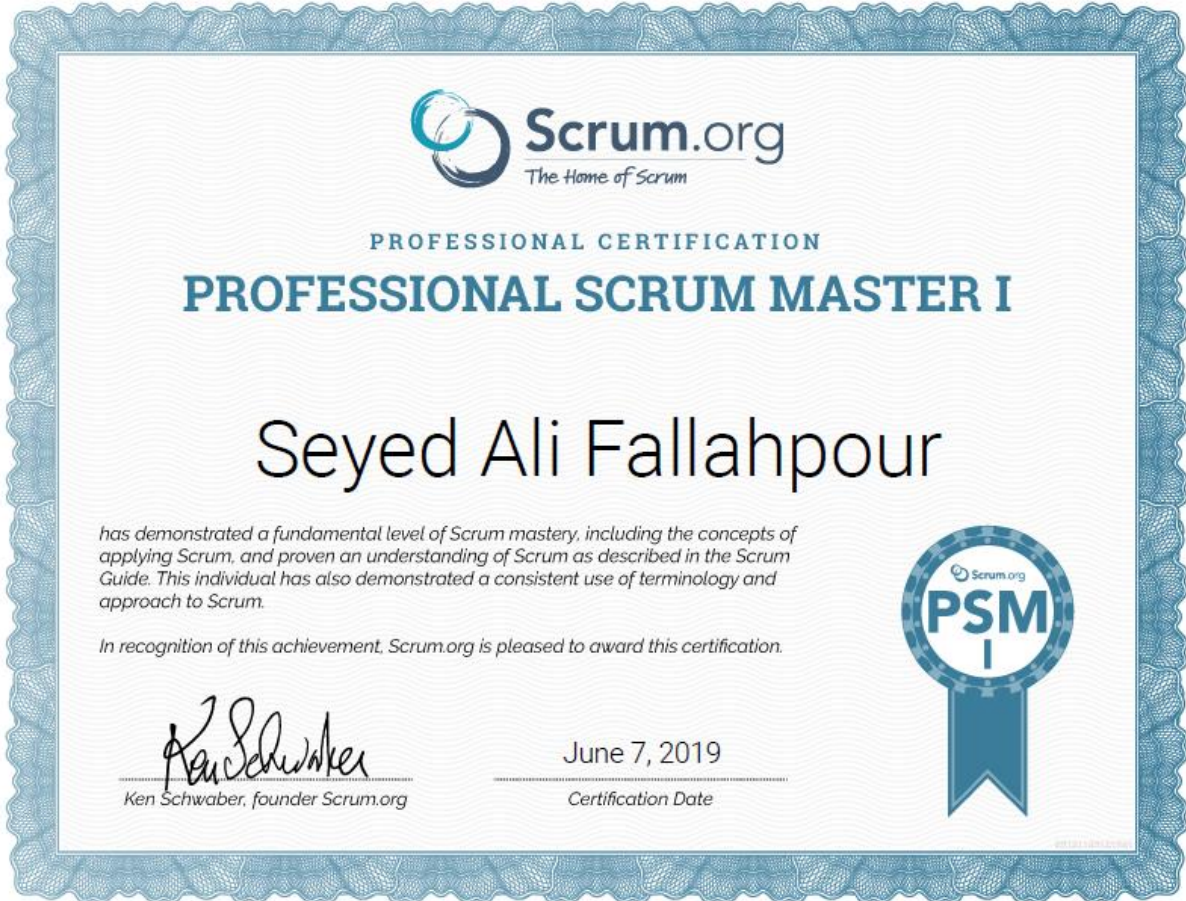 Scrum.org
The Home of Scrum
PROFESSIONAL CERTIFICATION
PROFESSIONAL SCRUM MASTER I
Seyed Ali Fallahpour
has demonstrated a fundamental level of Scrum mastery, including the concepts of
applying Scrum, and proven an understanding of Scrum as described in the Scrum
Guide. This individual has also demonstrated a consistent use of terminology and
approach to Scrum.
In recognition of this achievement, Scrum.org is pleased to award this certification.
Scrum.org
PSM
I
Ken Schwaber
June 7, 2019
Ken Schwaber, founder Scrum.org
Certification Date